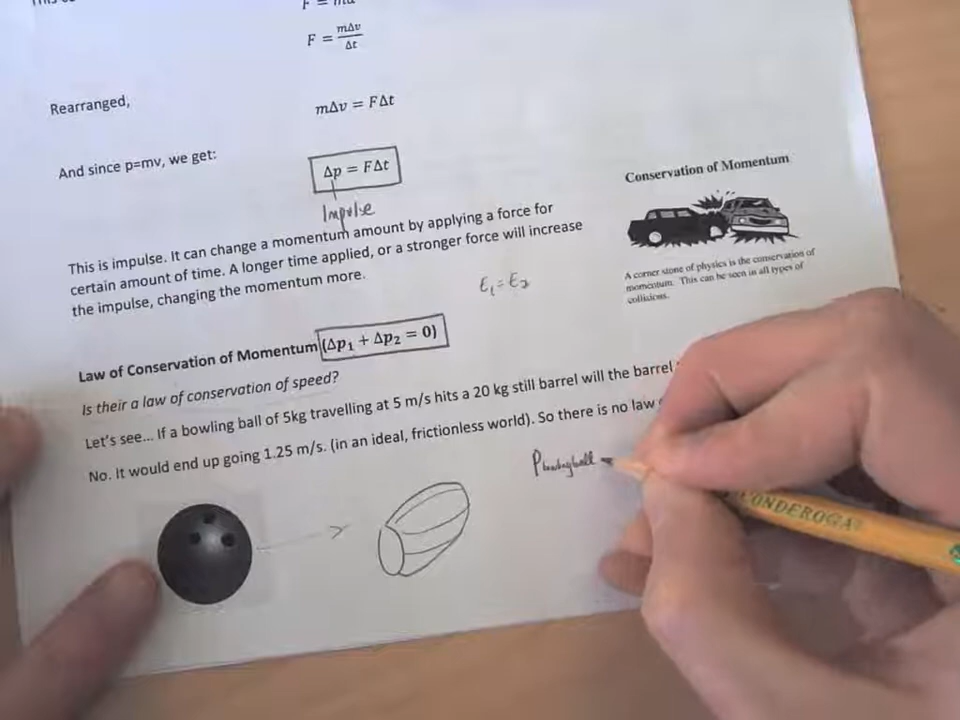 F = ma
F = mΔv/Δt
Rearranged,
mΔv = FΔt
And since p=mv, we get:
Δp = FΔt
Impulse
Conservation of Momentum
This is impulse. It can change a momentum amount by applying a force for
certain amount of time. A longer time applied, or a stronger force will increase
the impulse, changing the momentum more.
A corner stone of physics is the conservation of
momentum. This can be seen in all types of
collisions.
E₁ = E₂
Law of Conservation of Momentum (Δp₁ + Δp₂ = 0)
Is their a law of conservation of speed?
Let's see... If a bowling ball of 5kg travelling at 5 m/s hits a 20 kg still barrel will the barrel
No. It would end up going 1.25 m/s. (in an ideal, frictionless world). So there is no law
Pbowlingball
CONDEROGA